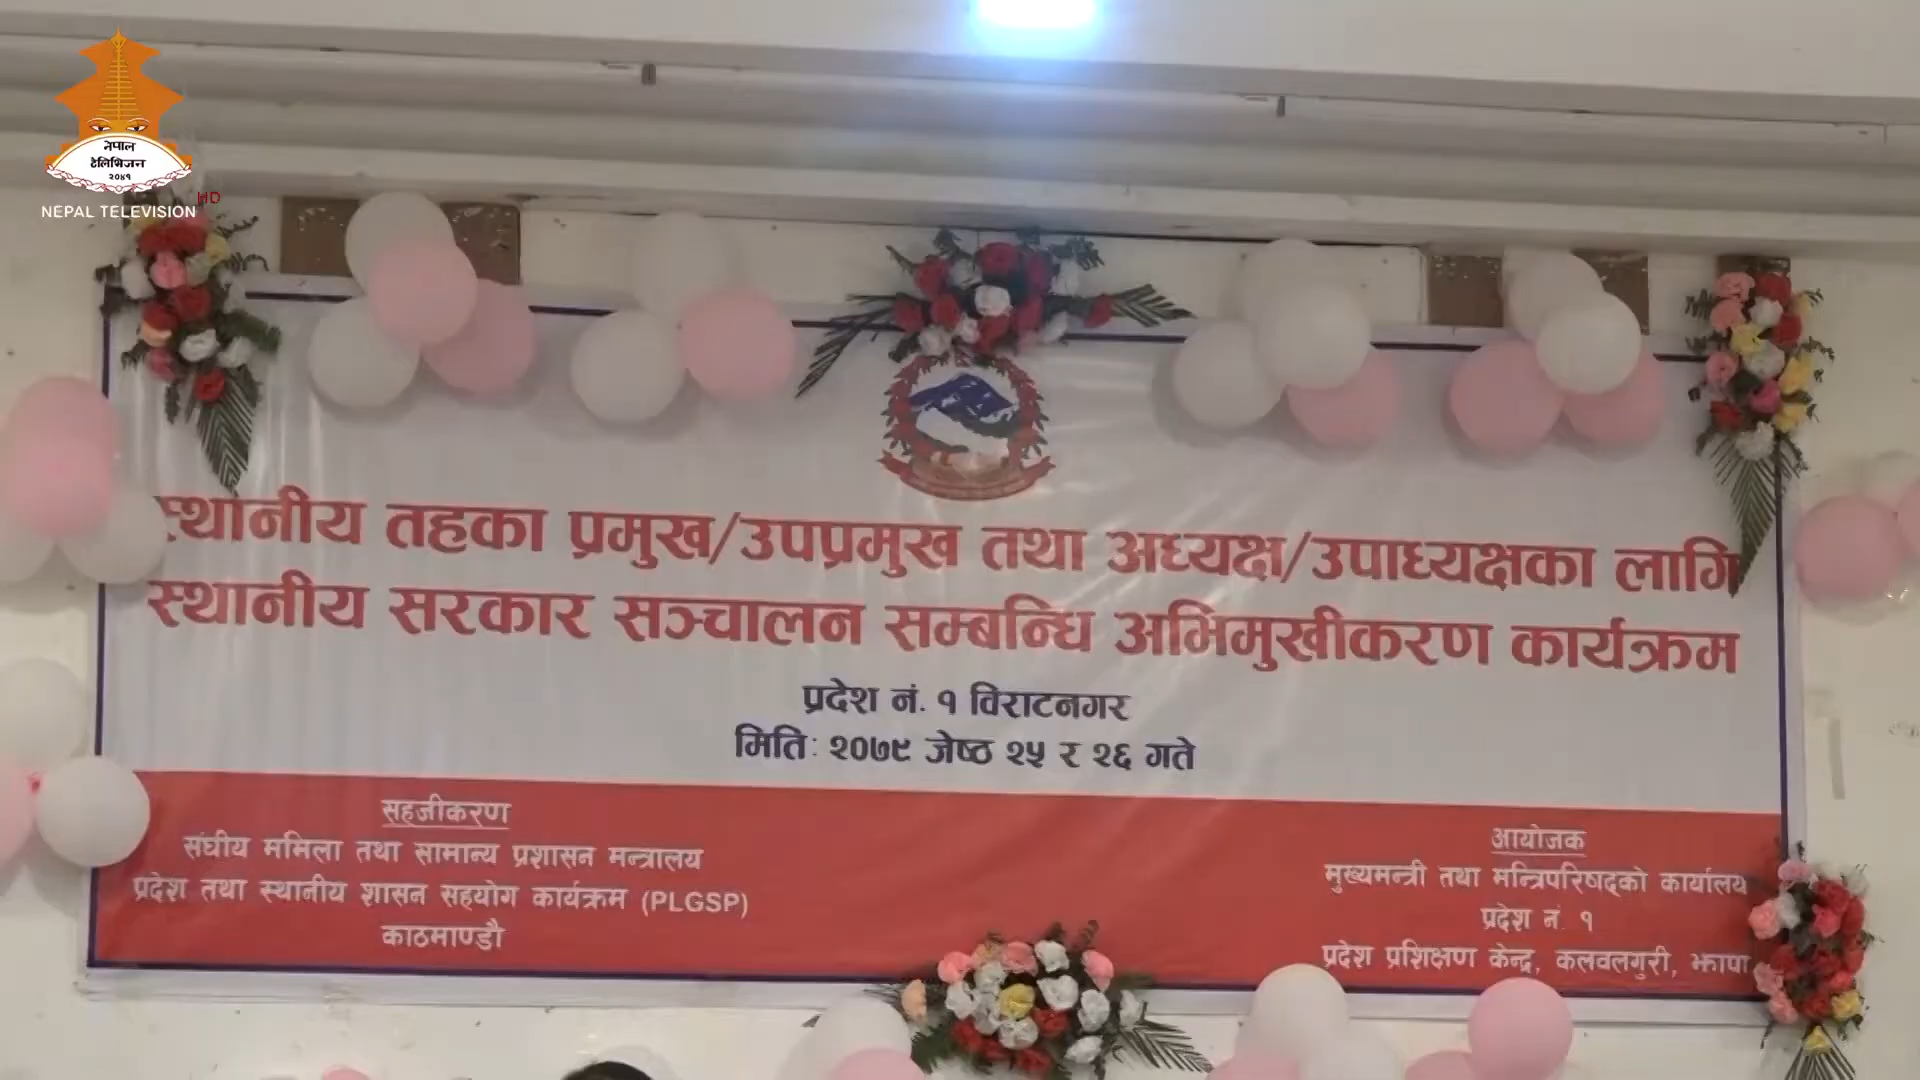 नेपाल
टेलिभिजन
२०४१
HD
NEPAL TELEVISION
स्थानीय तहका प्रमुख/उपप्रमुख तथा अध्यक्ष/उपाध्यक्षका लागि
स्थानीय सरकार सञ्चालन सम्बन्धि अभिमुखीकरण कार्यक्रम
प्रदेश नं. १ विराटनगर
मिति: २०७९ जेष्ठ २५ र २६ गते
सहजीकरण
संघीय ममिला तथा सामान्य प्रशासन मन्त्रालय
प्रदेश तथा स्थानीय शासन सहयोग कार्यक्रम (PLGSP)
काठमाण्डौ
आयोजक
मुख्यमन्त्री तथा मन्त्रिपरिषद्को कार्यालय
प्रदेश नं. १
प्रदेश प्रशिक्षण केन्द्र, कलवलगुरी, झापा